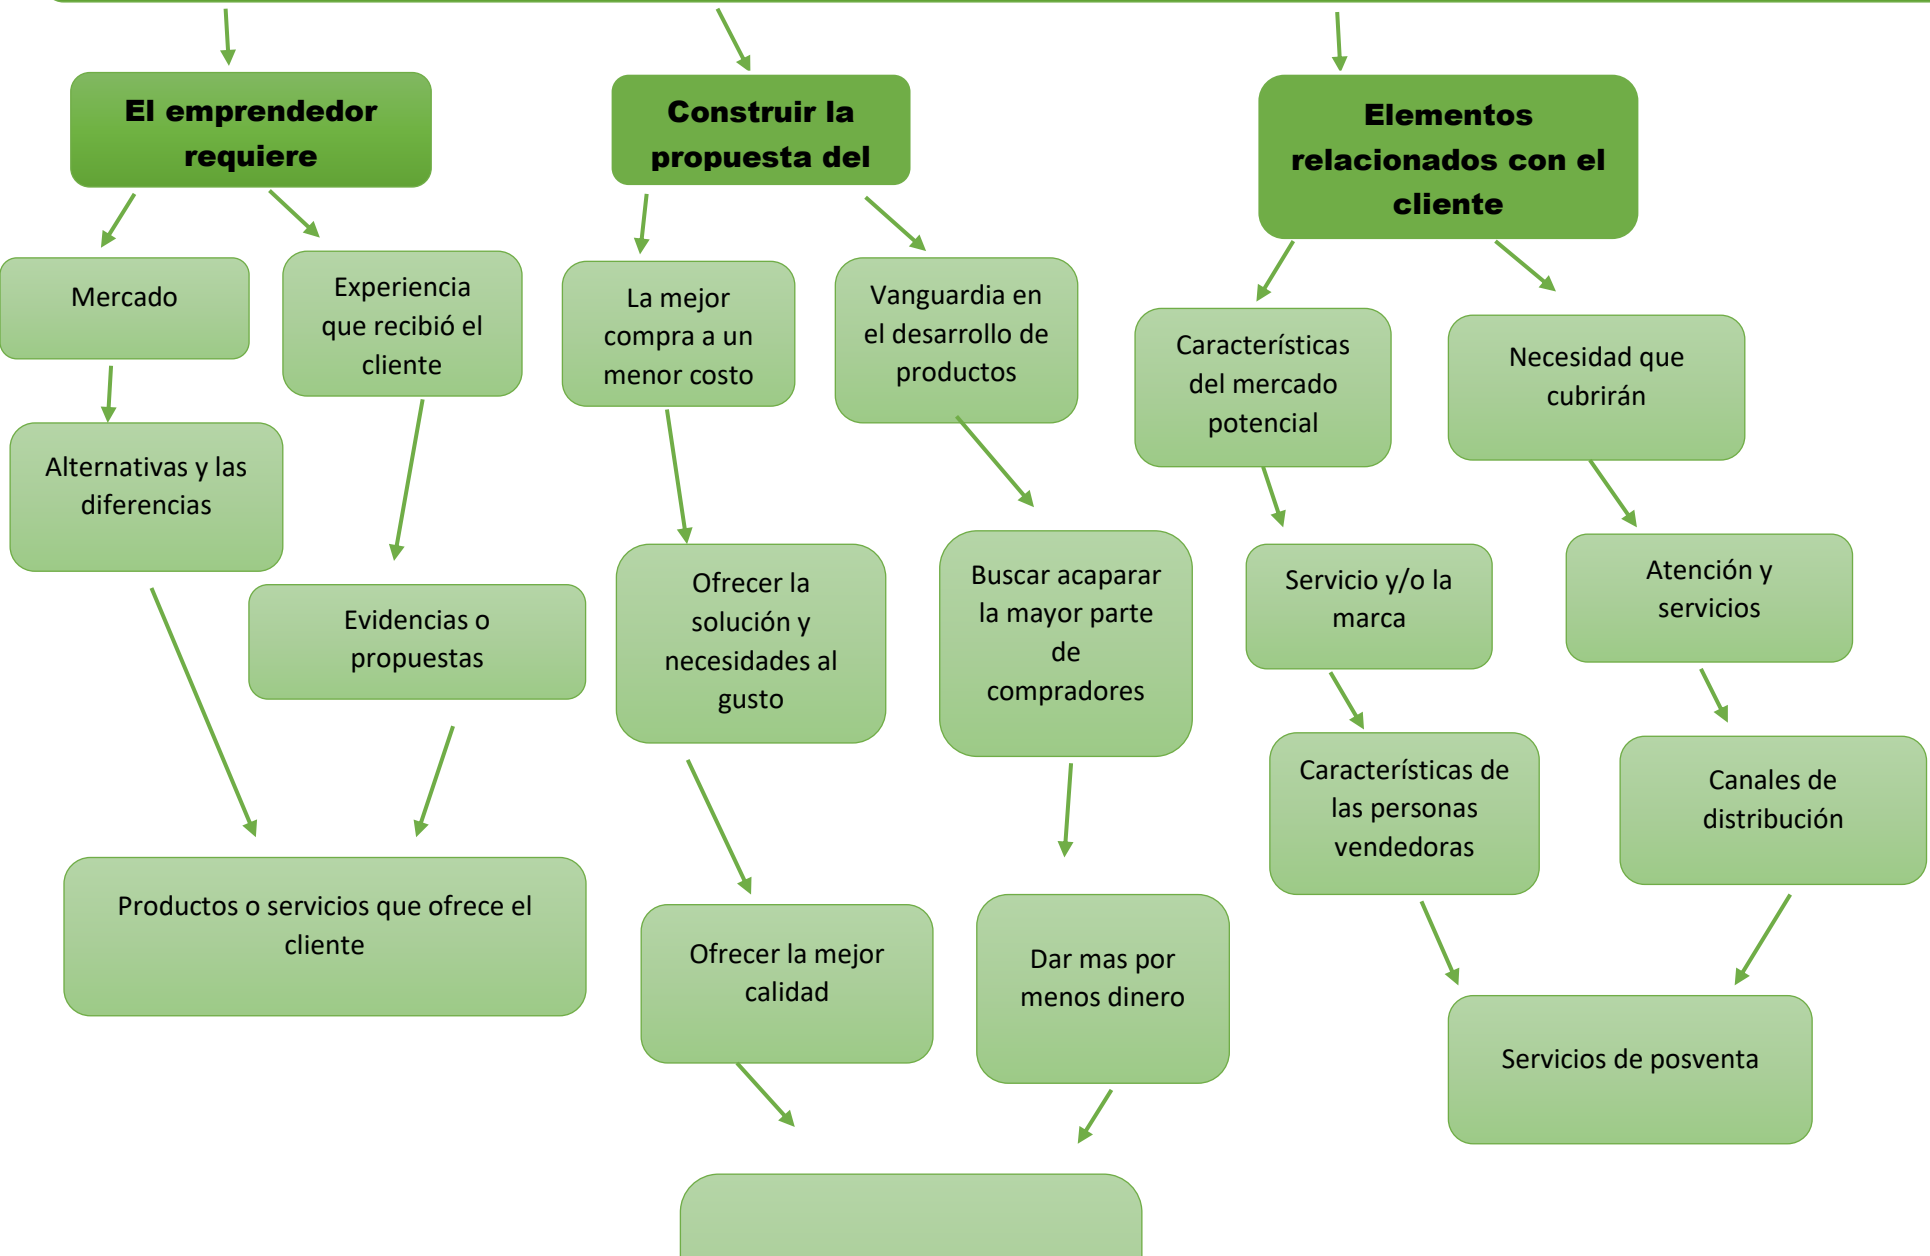 El emprendedor
requiere
Construir la
propuesta del
Elementos
relacionados con el
cliente
Mercado
Experiencia
que recibió el
cliente
La mejor
compra a un
menor costo
Vanguardia en
el desarrollo de
productos
Características
del mercado
potencial
Necesidad que
cubrirán
Alternativas y las
diferencias
Evidencias o
propuestas
Ofrecer la
solución y
necesidades al
gusto
Buscar acaparar
la mayor parte
de
compradores
Servicio y/o la
marca
Atención y
servicios
Características de
las personas
vendedoras
Canales de
distribución
Productos o servicios que ofrece el
cliente
Ofrecer la mejor
calidad
Dar mas por
menos dinero
Servicios de posventa